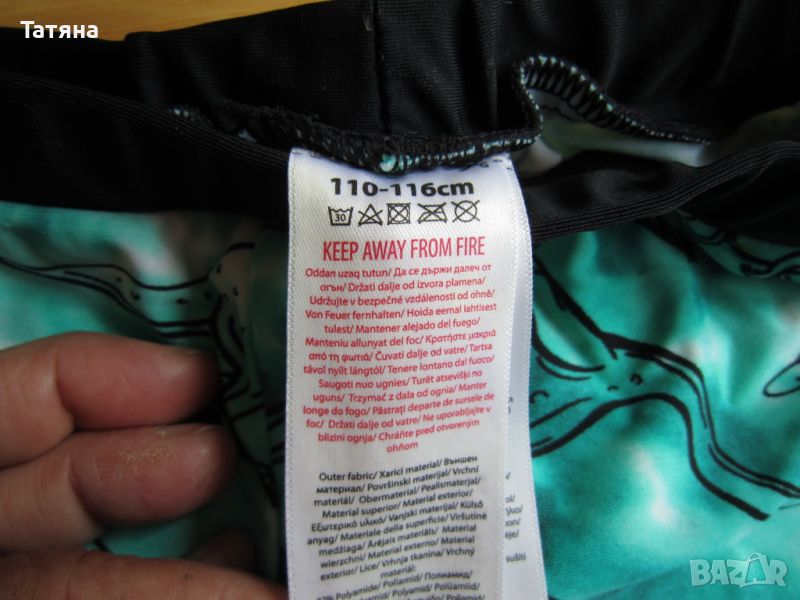 Татяна
110-116cm
30
KEEP AWAY FROM FIRE
Oddan uzaq tutun/ Да се държи далеч от
огън/ Držati dalje od izvora plamena/
Udržujte v bezpečné vzdálenosti od ohně/
Von Feuer fernhalten/ Hoida eemal lahtisest
tulest/ Mantener alejado del fuego/
Manteniu allunyat del foc/ Κρατήστε μακριά
από τη φωτιά/ Čuvati dalje od vatre/ Tartsa
távol nyílt lángtól/ Tenere lontano dal fuoco/
Saugoti nuo ugnies/ Turēt atsevišķi no
uguns/ Trzymać z dala od ognia/ Manter
longe do fogo/ Păstrați departe de sursele de
foc/ Držati dalje od vatre/ Ne uporabljajte v
bližini ognja/ Chráňte pred otvoreným
ohňom
Outer fabric/ Xarici material/ Външен
материал/ Površinski materijal/ Vrchní
materiál/ Obermaterial/ Pealismaterjal/
Material superior/ Material exterior/
Εξωτερικό υλικό/ Vanjski materijal/ Külső
anyag/ Materiale della superficie/ Viršutinė
medžiaga/ Ārējais materiāls/ Materiał
wierzchni/ Material externo/ Material
exterior/ Lice/ Vrhnja tkanina/ Vrchný
materiál
Polyamide/ Poliamid/ Полиамид/
sušiti
BAZAR